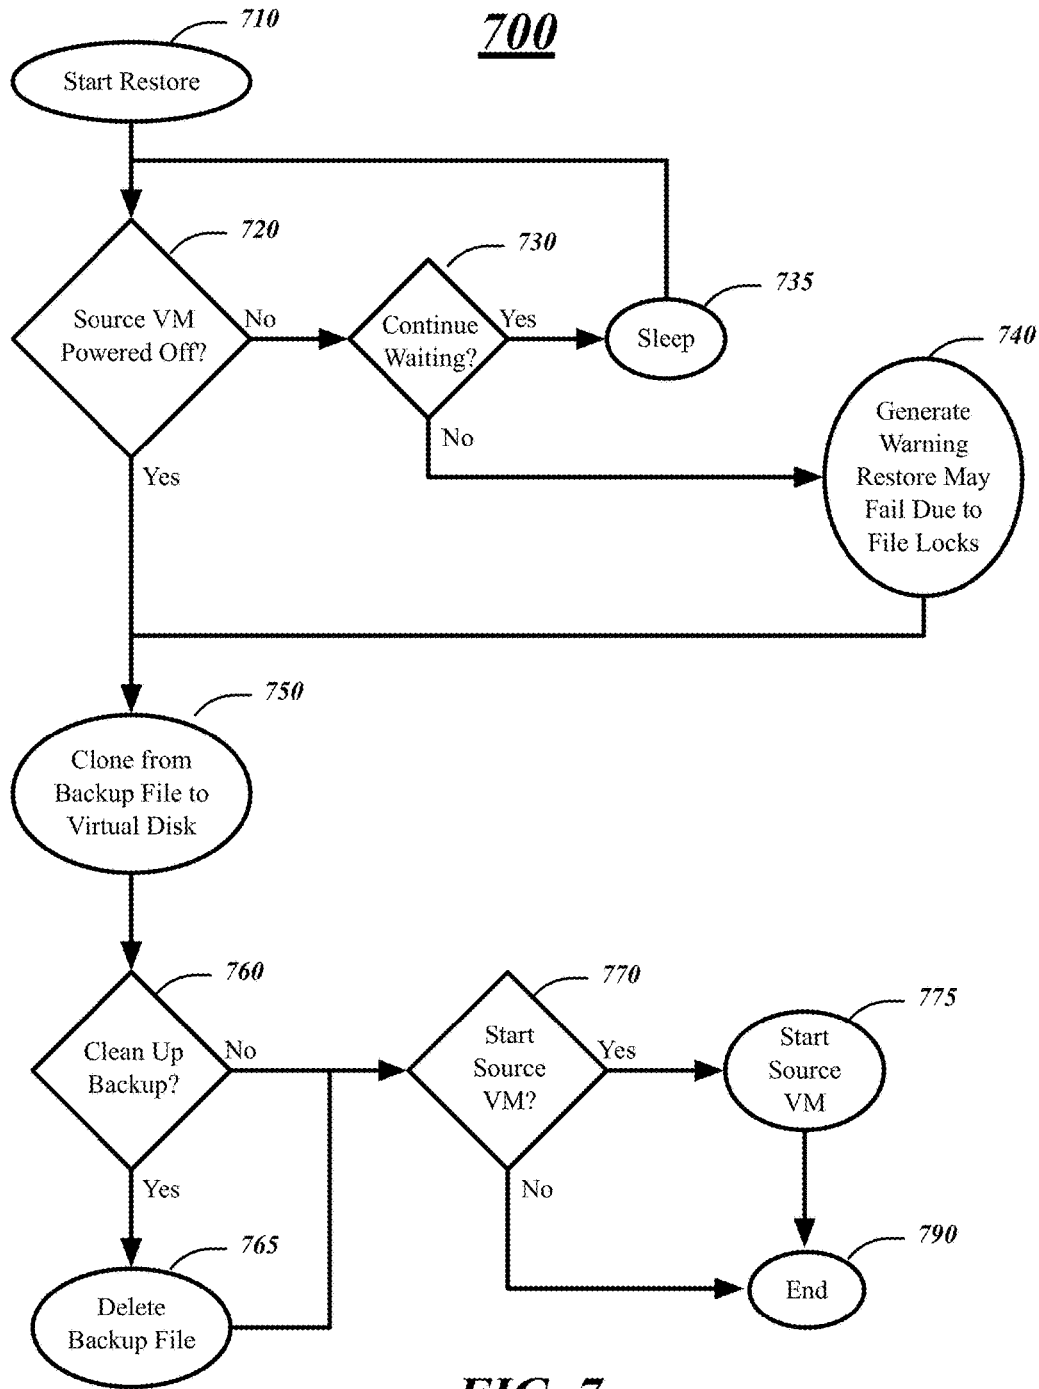 700
710
Start Restore
720
Source VM
Powered Off?
No
Yes
730
Continue
Waiting?
Yes
No
735
Sleep
740
Generate
Warning
Restore May
Fail Due to
File Locks
750
Clone from
Backup File to
Virtual Disk
760
Clean Up
Backup?
No
Yes
765
Delete
Backup File
770
Start
Source
VM?
Yes
No
775
Start
Source
VM
790
End
FIG. 7